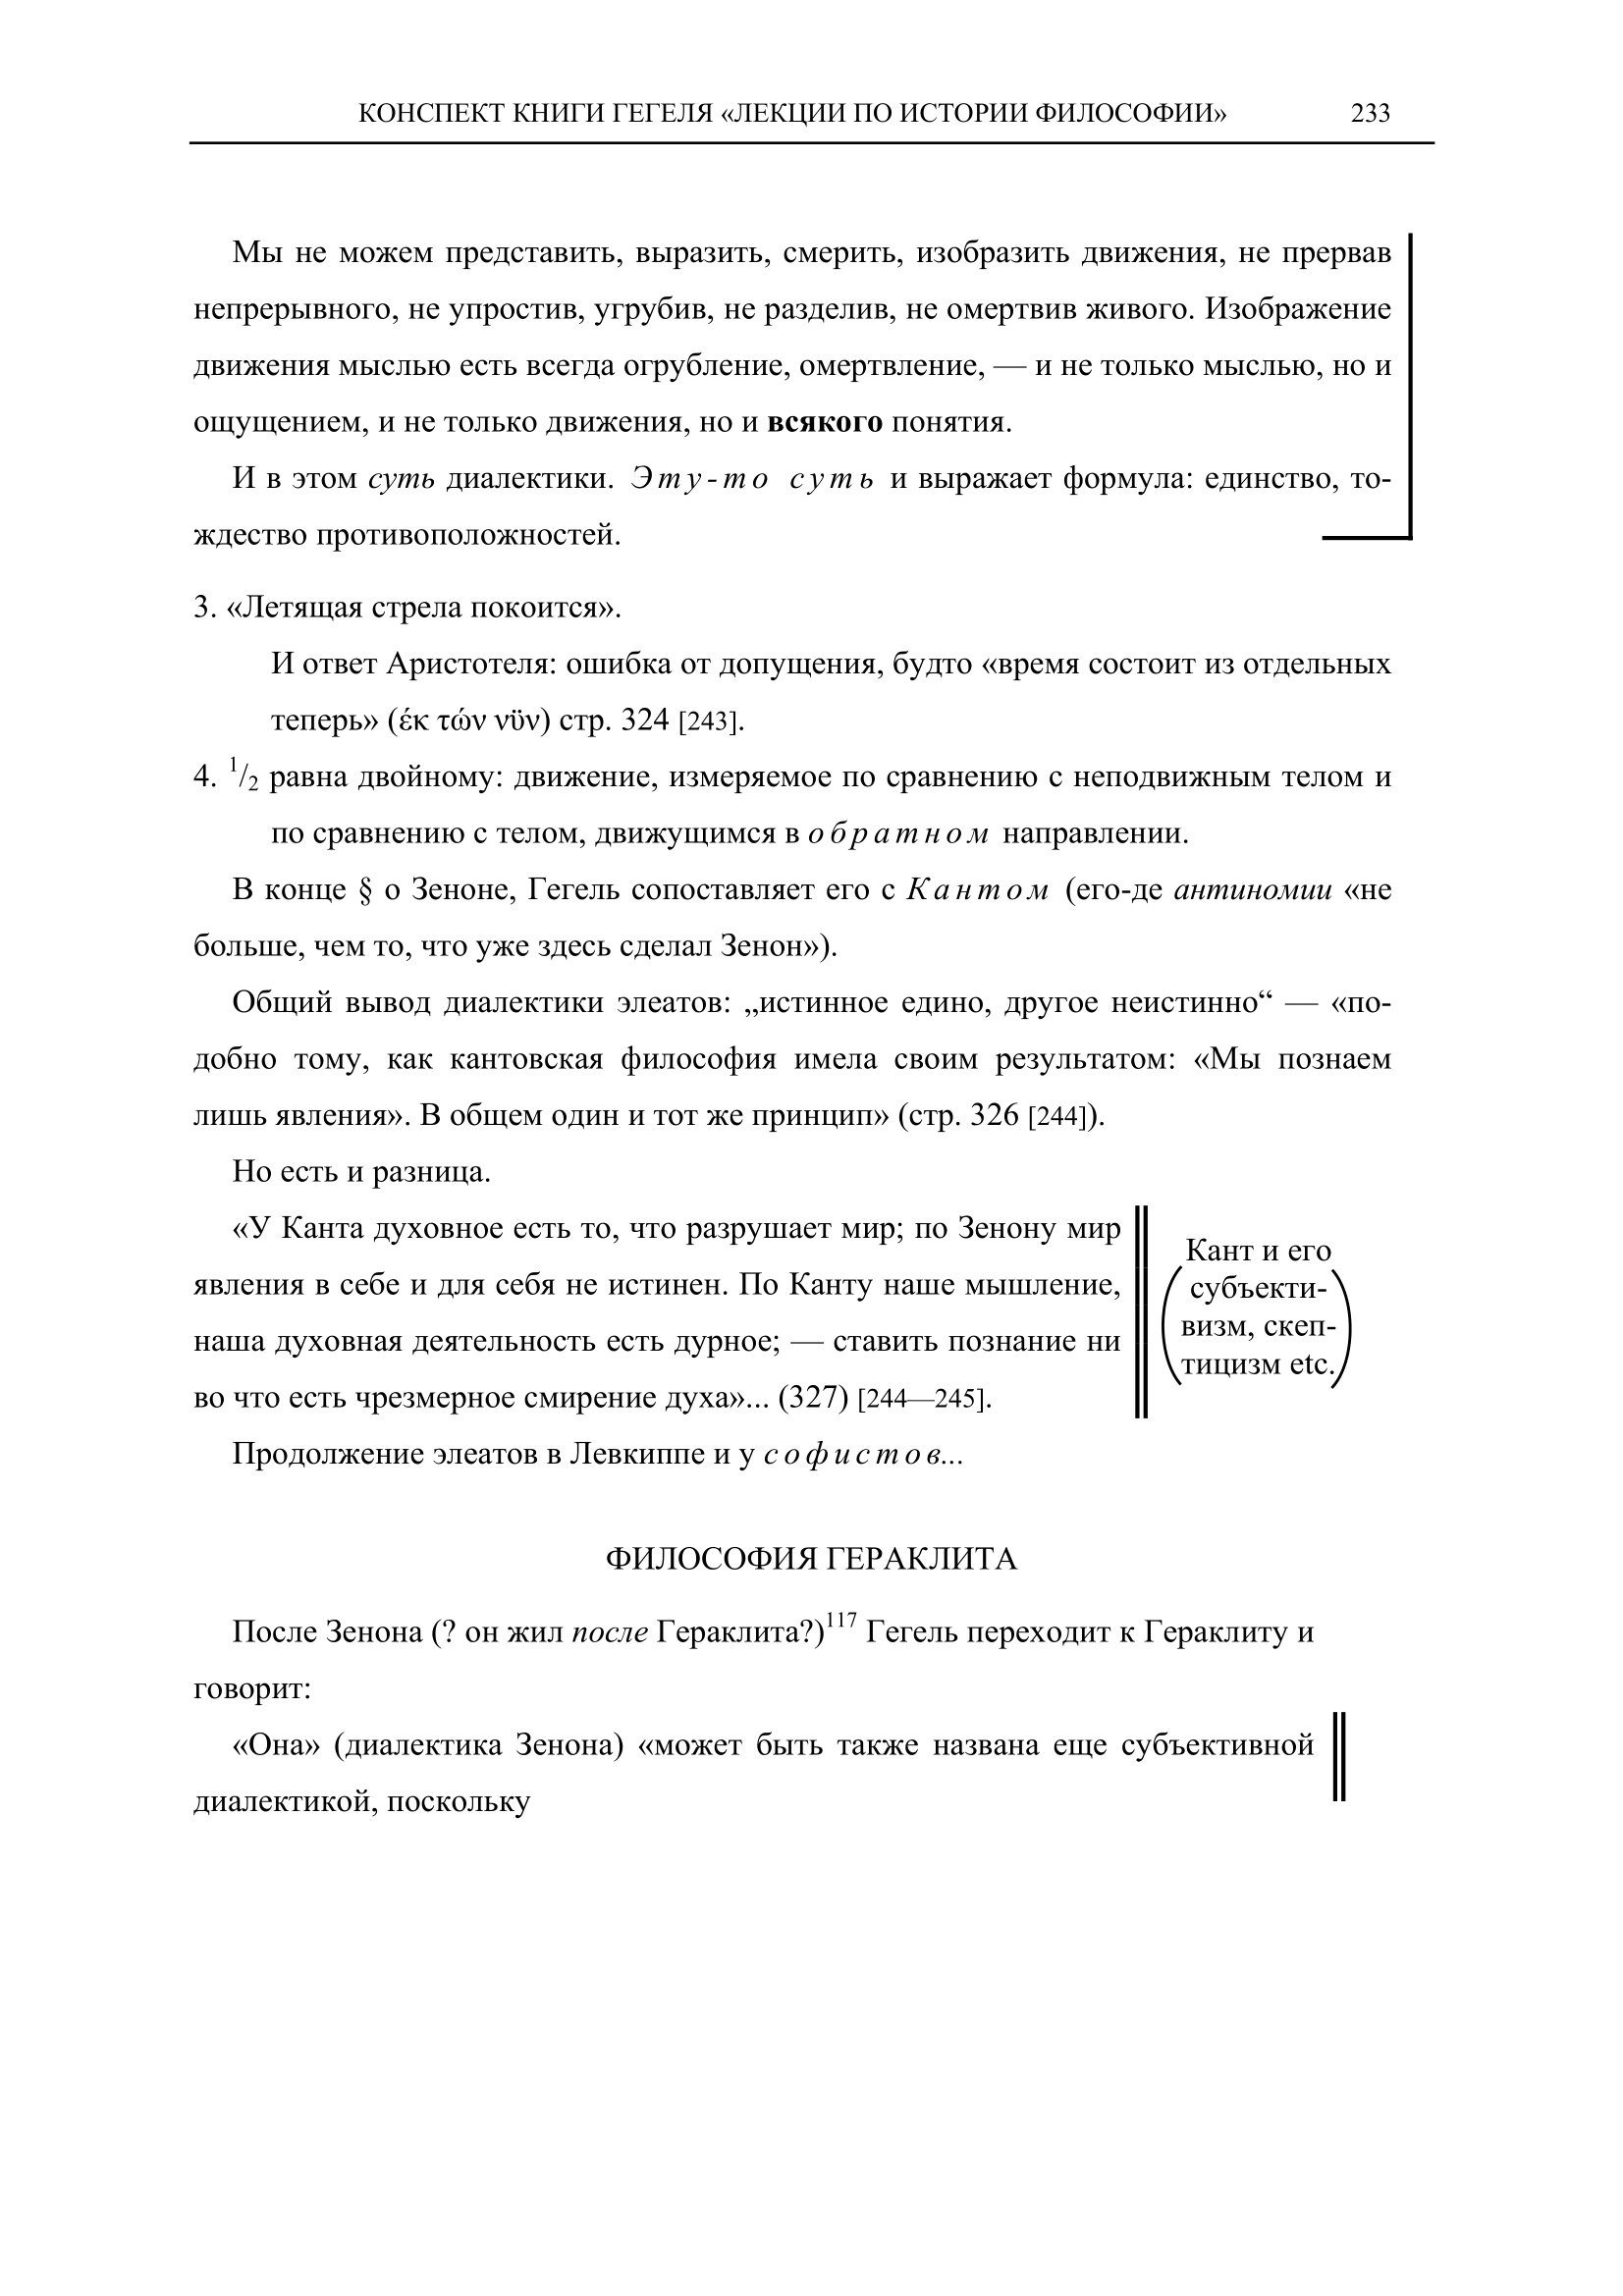 КОНСПЕКТ КНИГИ ГЕГЕЛЯ «ЛЕКЦИИ ПО ИСТОРИИ ФИЛОСОФИИ» 233
Мы не можем представить, выразить, смерить, изобразить движения, не прервав
непрерывного, не упростив, угрубив, не разделив, не омертвив живого. Изображение
движения мыслью есть всегда огрубление, омертвление, — и не только мыслью, но и
ощущением, и не только движения, но и всякого понятия.
И в этом суть диалектики. Эту-то суть и выражает формула: единство, то-
ждество противоположностей.
3. «Летящая стрела покоится».
И ответ Аристотеля: ошибка от допущения, будто «время состоит из отдельных
теперь» (έκ τών νϋν) стр. 324 [243].
4. 1/2 равна двойному: движение, измеряемое по сравнению с неподвижным телом и
по сравнению с телом, движущимся в обратном направлении.
В конце § о Зеноне, Гегель сопоставляет его с Кантом (его-де антиномии «не
больше, чем то, что уже здесь сделал Зенон»).
Общий вывод диалектики элеатов: „истинное едино, другое неистинно“ — «по-
добно тому, как кантовская философия имела своим результатом: «Мы познаем
лишь явления». В общем один и тот же принцип» (стр. 326 [244]).
Но есть и разница.
«У Канта духовное есть то, что разрушает мир; по Зенону мир
явления в себе и для себя не истинен. По Канту наше мышление,
наша духовная деятельность есть дурное; — ставить познание ни
во что есть чрезмерное смирение духа»... (327) [244—245].
Кант и его
субъекти-
визм, скеп-
тицизм etc.
Продолжение элеатов в Левкиппе и у софистов...
ФИЛОСОФИЯ ГЕРАКЛИТА
После Зенона (? он жил после Гераклита?)117 Гегель переходит к Гераклиту и
говорит:
«Она» (диалектика Зенона) «может быть также названа еще субъективной
диалектикой, поскольку